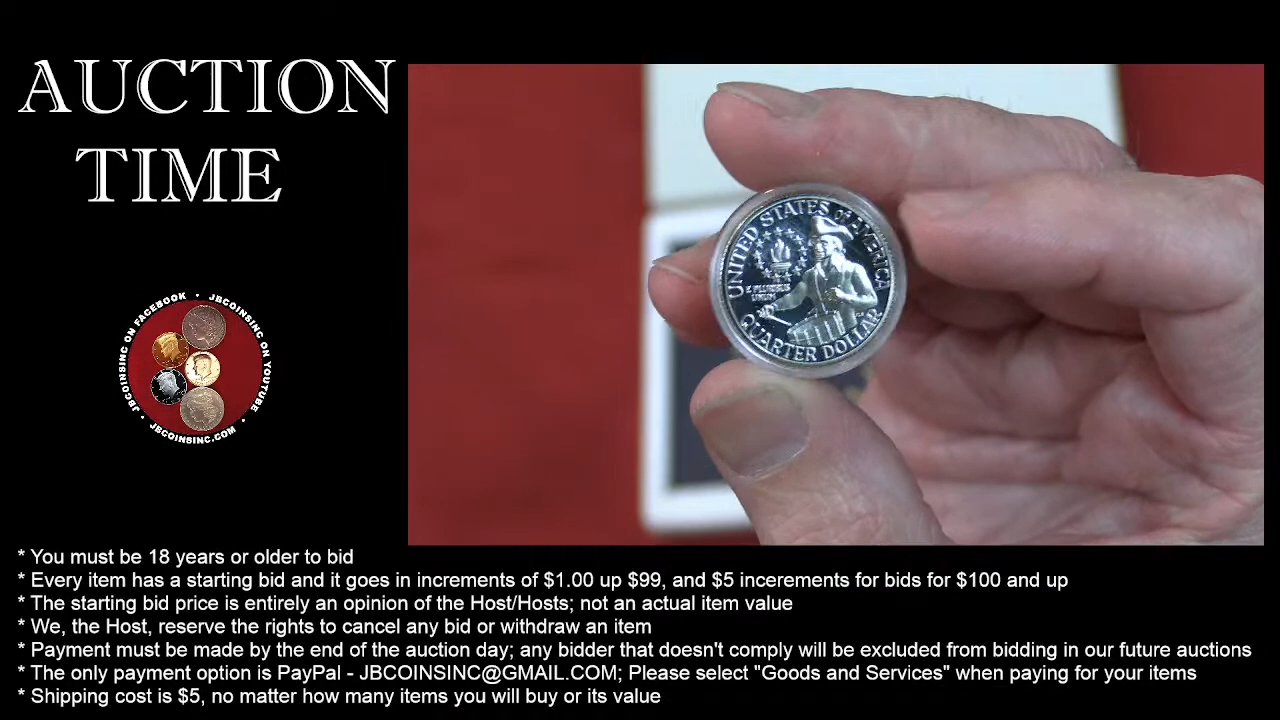 AUCTION
TIME
JBCOINSINC ON FACEBOOK • JBCOINSINC ON YOUTUBE • JBCOINSINC.COM •
UNITED STATES of AMERICA
E PLURIBUS
UNUM
QUARTER DOLLAR
* You must be 18 years or older to bid
* Every item has a starting bid and it goes in increments of $1.00 up $99, and $5 incerements for bids for $100 and up
* The starting bid price is entirely an opinion of the Host/Hosts; not an actual item value
* We, the Host, reserve the rights to cancel any bid or withdraw an item
* Payment must be made by the end of the auction day; any bidder that doesn't comply will be excluded from bidding in our future auctions
* The only payment option is PayPal - JBCOINSINC@GMAIL.COM; Please select "Goods and Services" when paying for your items
* Shipping cost is $5, no matter how many items you will buy or its value